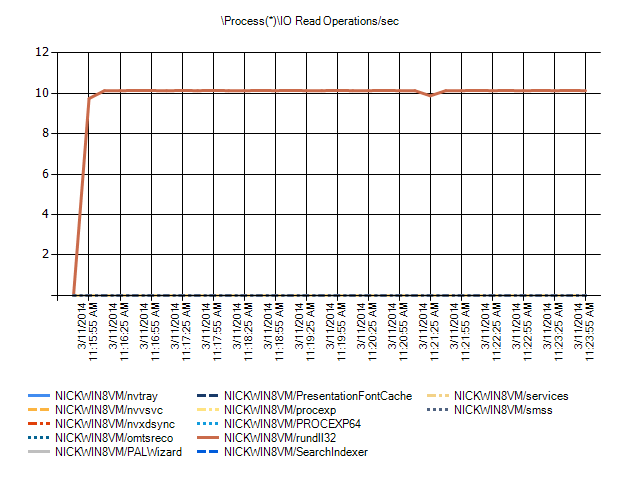 \Process(*)\IO Read Operations/sec
12
10
8
6
4
2
3/11/2014 11:15:55 AM
3/11/2014 11:16:25 AM
3/11/2014 11:16:55 AM
3/11/2014 11:17:25 AM
3/11/2014 11:17:55 AM
3/11/2014 11:18:25 AM
3/11/2014 11:18:55 AM
3/11/2014 11:19:25 AM
3/11/2014 11:19:55 AM
3/11/2014 11:20:25 AM
3/11/2014 11:20:55 AM
3/11/2014 11:21:25 AM
3/11/2014 11:21:55 AM
3/11/2014 11:22:25 AM
3/11/2014 11:22:55 AM
3/11/2014 11:23:25 AM
3/11/2014 11:23:55 AM
NICKWIN8VM/nvtray
NICKWIN8VM/nvvsvc
NICKWIN8VM/nvxdsync
NICKWIN8VM/omtsreco
NICKWIN8VM/PALWizard
NICKWIN8VM/PresentationFontCache
NICKWIN8VM/procexp
NICKWIN8VM/PROCEXP64
NICKWIN8VM/rundll32
NICKWIN8VM/SearchIndexer
NICKWIN8VM/services
NICKWIN8VM/smss